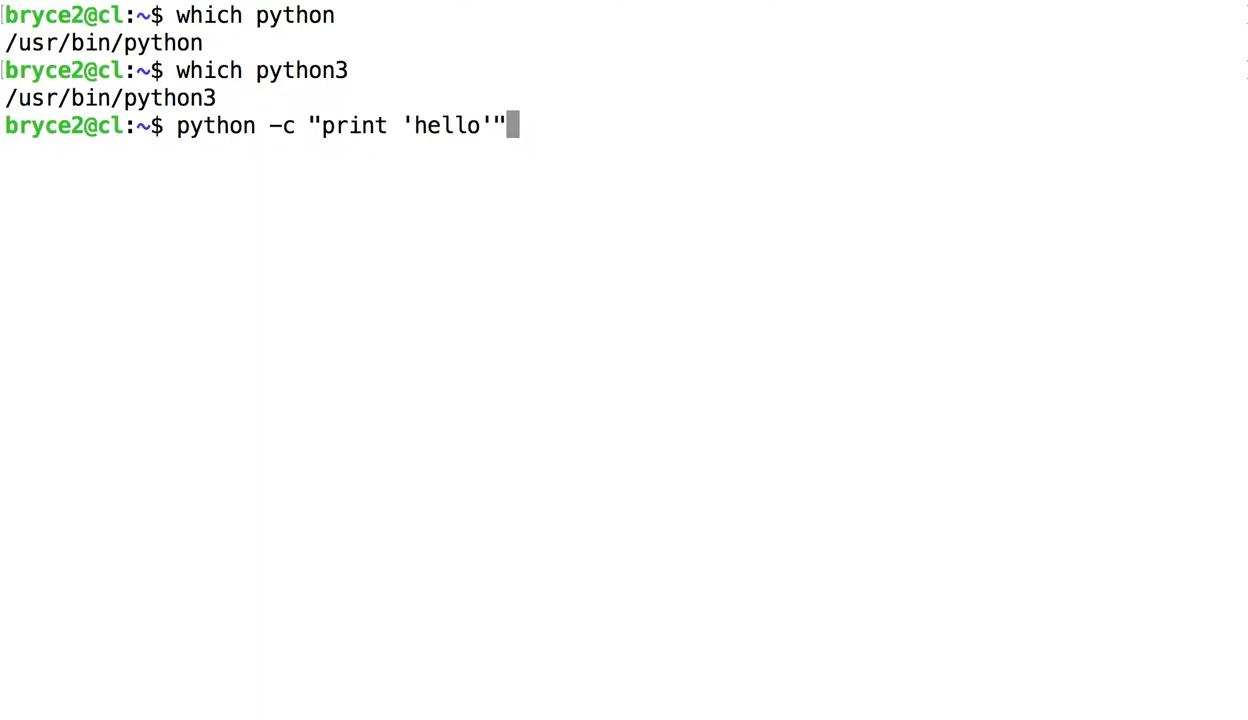 bryce2@cl:~$ which python
/usr/bin/python
bryce2@cl:~$ which python3
/usr/bin/python3
bryce2@cl:~$ python -c "print 'hello'"